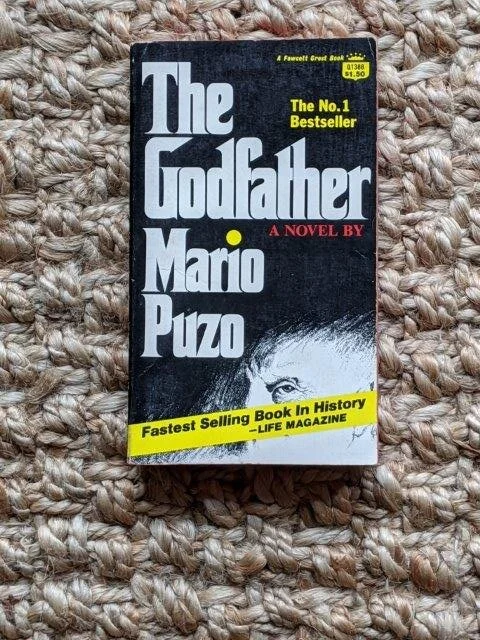 A Fawcett Crest Book
Q1388
$1.50
The
Godfather
The No.1
Bestseller
A NOVEL BY
Mario
Puzo
Fastest Selling Book In History
—LIFE MAGAZINE